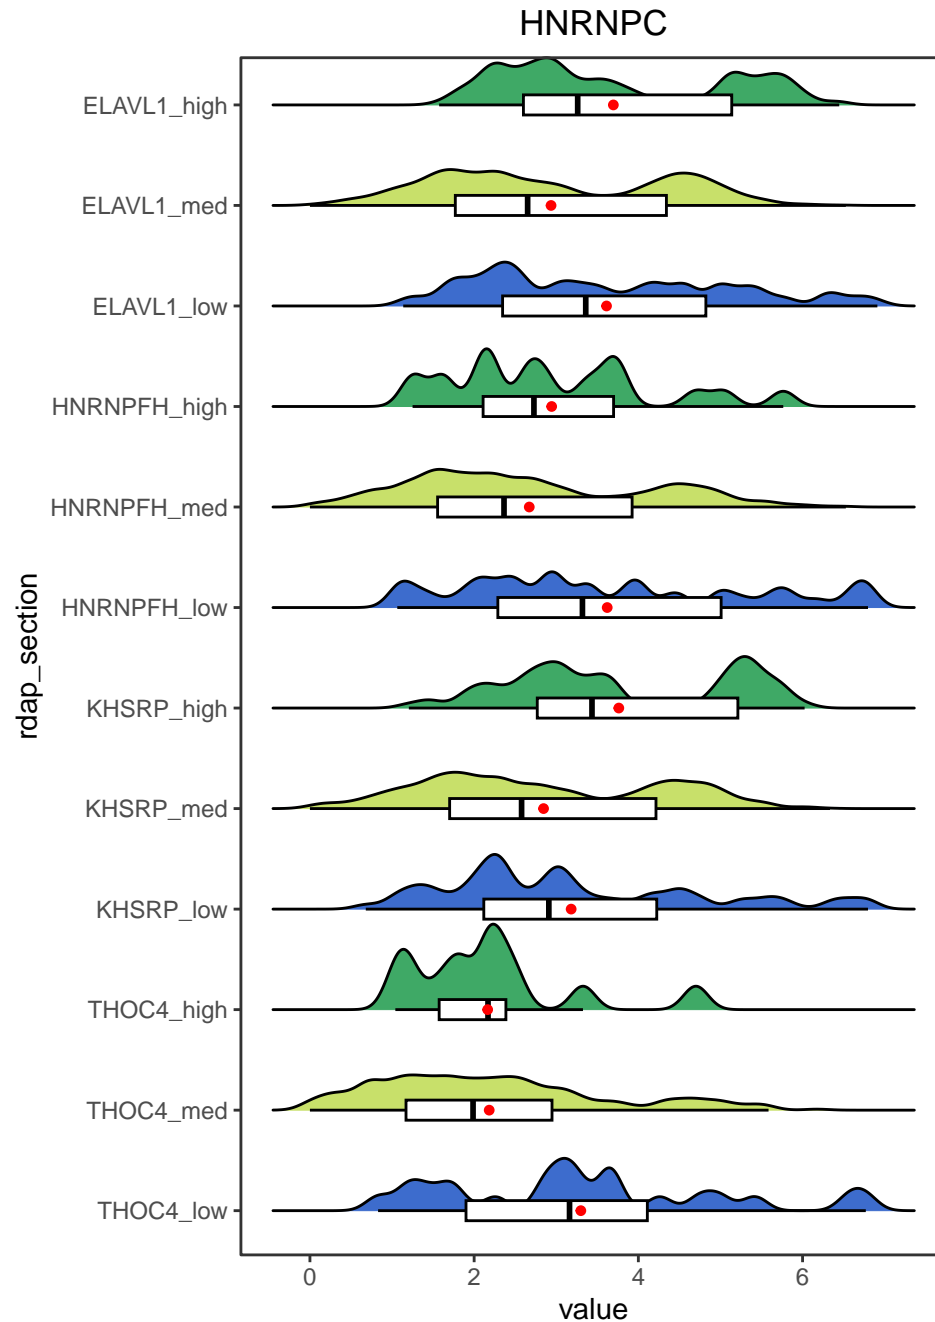 HNRNPC
ELAVL1_high
ELAVL1_med
ELAVL1_low
HNRNPFH_high
HNRNPFH_med
HNRNPFH_low
KHSRP_high
KHSRP_med
KHSRP_low
THOC4_high
THOC4_med
THOC4_low
rdap_section
0 2 4 6
value